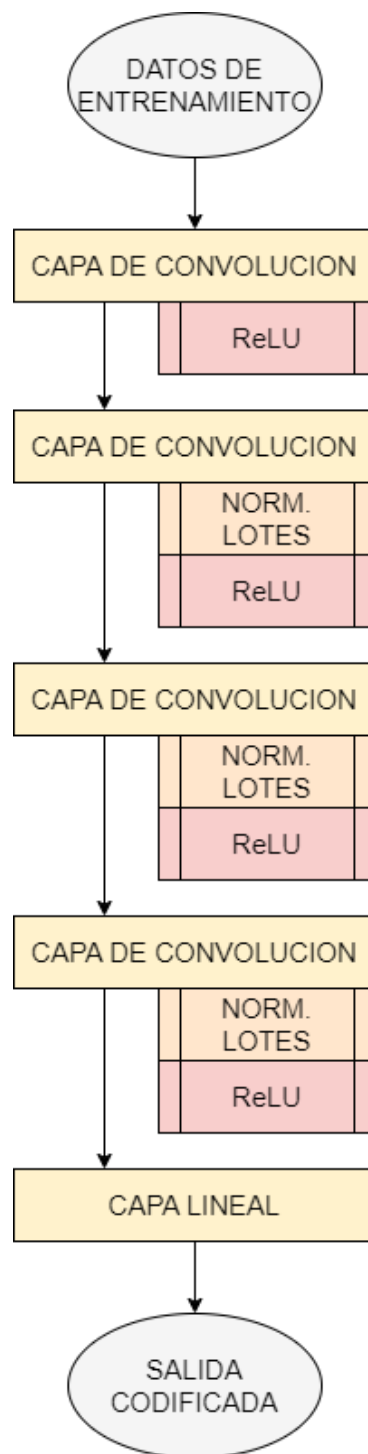 DATOS DE
ENTRENAMIENTO
CAPA DE CONVOLUCION
ReLU
CAPA DE CONVOLUCION
NORM.
LOTES
ReLU
CAPA DE CONVOLUCION
NORM.
LOTES
ReLU
CAPA DE CONVOLUCION
NORM.
LOTES
ReLU
CAPA LINEAL
SALIDA
CODIFICADA